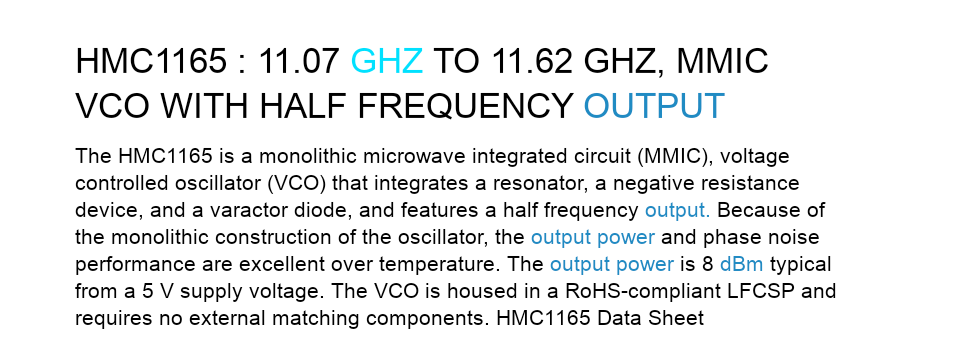 HMC1165 : 11.07 GHZ TO 11.62 GHZ, MMIC
VCO WITH HALF FREQUENCY OUTPUT
The HMC1165 is a monolithic microwave integrated circuit (MMIC), voltage
controlled oscillator (VCO) that integrates a resonator, a negative resistance
device, and a varactor diode, and features a half frequency output. Because of
the monolithic construction of the oscillator, the output power and phase noise
performance are excellent over temperature. The output power is 8 dBm typical
from a 5 V supply voltage. The VCO is housed in a RoHS-compliant LFCSP and
requires no external matching components. HMC1165 Data Sheet